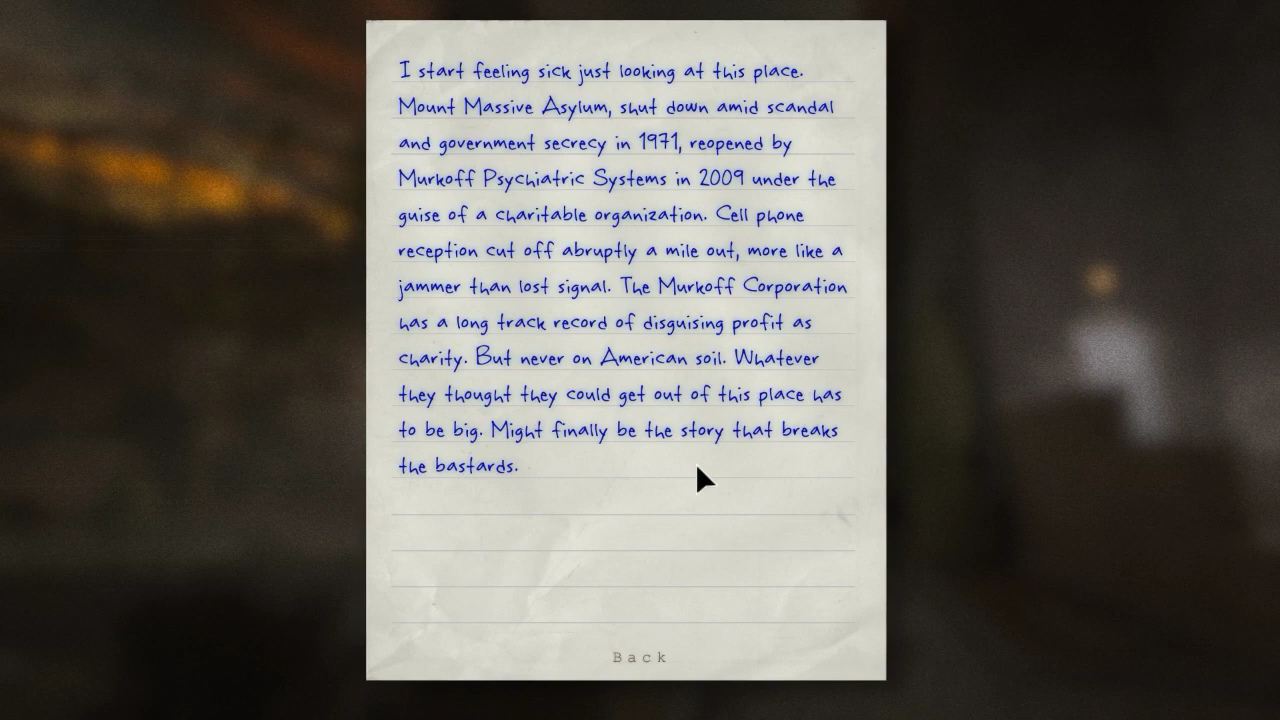 I start feeling sick just looking at this place.
Mount Massive Asylum, shut down amid scandal
and government secrecy in 1971, reopened by
Murkoff Psychiatric Systems in 2009 under the
guise of a charitable organization. Cell phone
reception cut off abruptly a mile out, more like a
jammer than lost signal. The Murkoff Corporation
has a long track record of disguising profit as
charity. But never on American soil. Whatever
they thought they could get out of this place has
to be big. Might finally be the story that breaks
the bastards.
Back